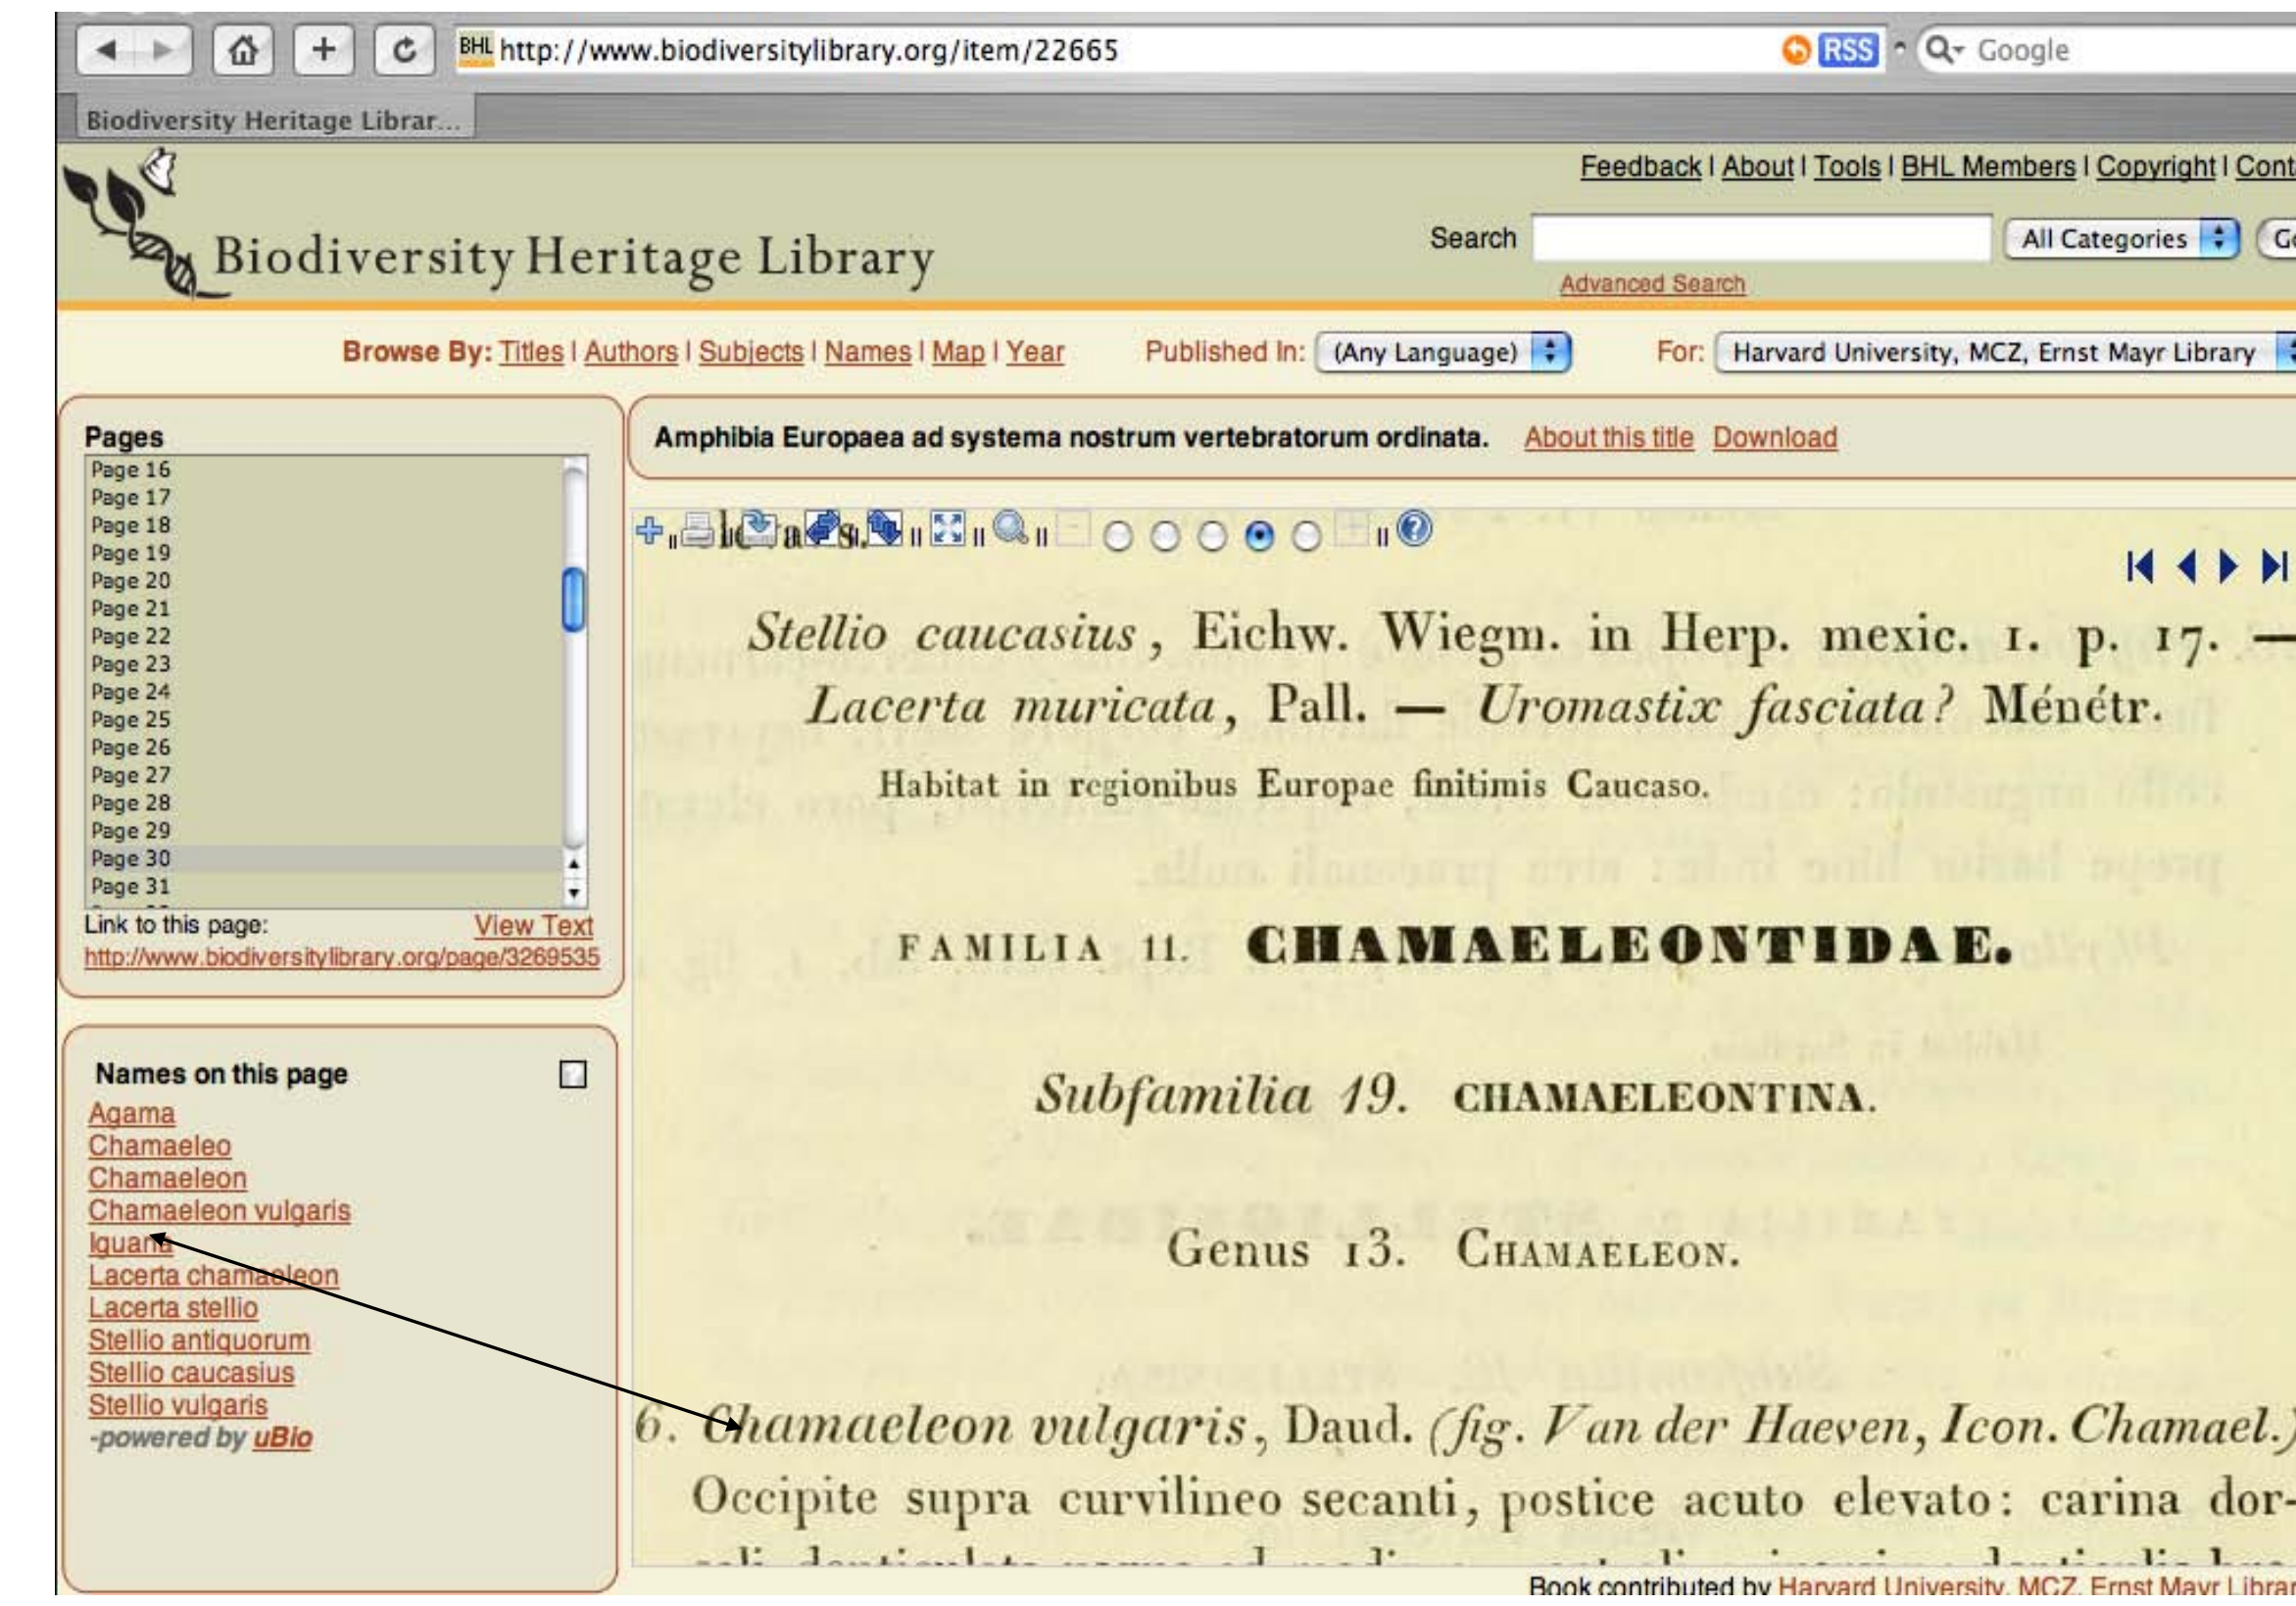 BHL http://www.biodiversitylibrary.org/item/22665 RSS Google
Biodiversity Heritage Librar...
Feedback | About | Tools | BHL Members | Copyright | Cont
Biodiversity Heritage Library
Search All Categories Go
Advanced Search
Browse By: Titles | Authors | Subjects | Names | Map | Year Published In: (Any Language) For: Harvard University, MCZ, Ernst Mayr Library
Pages
Page 16
Page 17
Page 18
Page 19
Page 20
Page 21
Page 22
Page 23
Page 24
Page 25
Page 26
Page 27
Page 28
Page 29
Page 30
Page 31
Link to this page: View Text
http://www.biodiversitylibrary.org/page/3269535
Names on this page
Agama
Chamaeleo
Chamaeleon
Chamaeleon vulgaris
Iguana
Lacerta chamaeleon
Lacerta stellio
Stellio antiquorum
Stellio caucasius
Stellio vulgaris
-powered by uBio
Amphibia Europaea ad systema nostrum vertebratorum ordinata. About this title Download
Stellio caucasius, Eichw. Wiegm. in Herp. mexic. 1. p. 17. —
Lacerta muricata, Pall. — Uromastix fasciata? Ménétr.
Habitat in regionibus Europae finitimis Caucaso.
FAMILIA 11. CHAMAELEONTIDAE.
Subfamilia 19. CHAMAELEONTINA.
Genus 13. CHAMAELEON.
6. Chamaeleon vulgaris, Daud. (fig. Van der Haeven, Icon. Chamael.)
Occipite supra curvilineo secanti, postice acuto elevato: carina dor-
Book contributed by Harvard University, MCZ, Ernst Mayr Librar